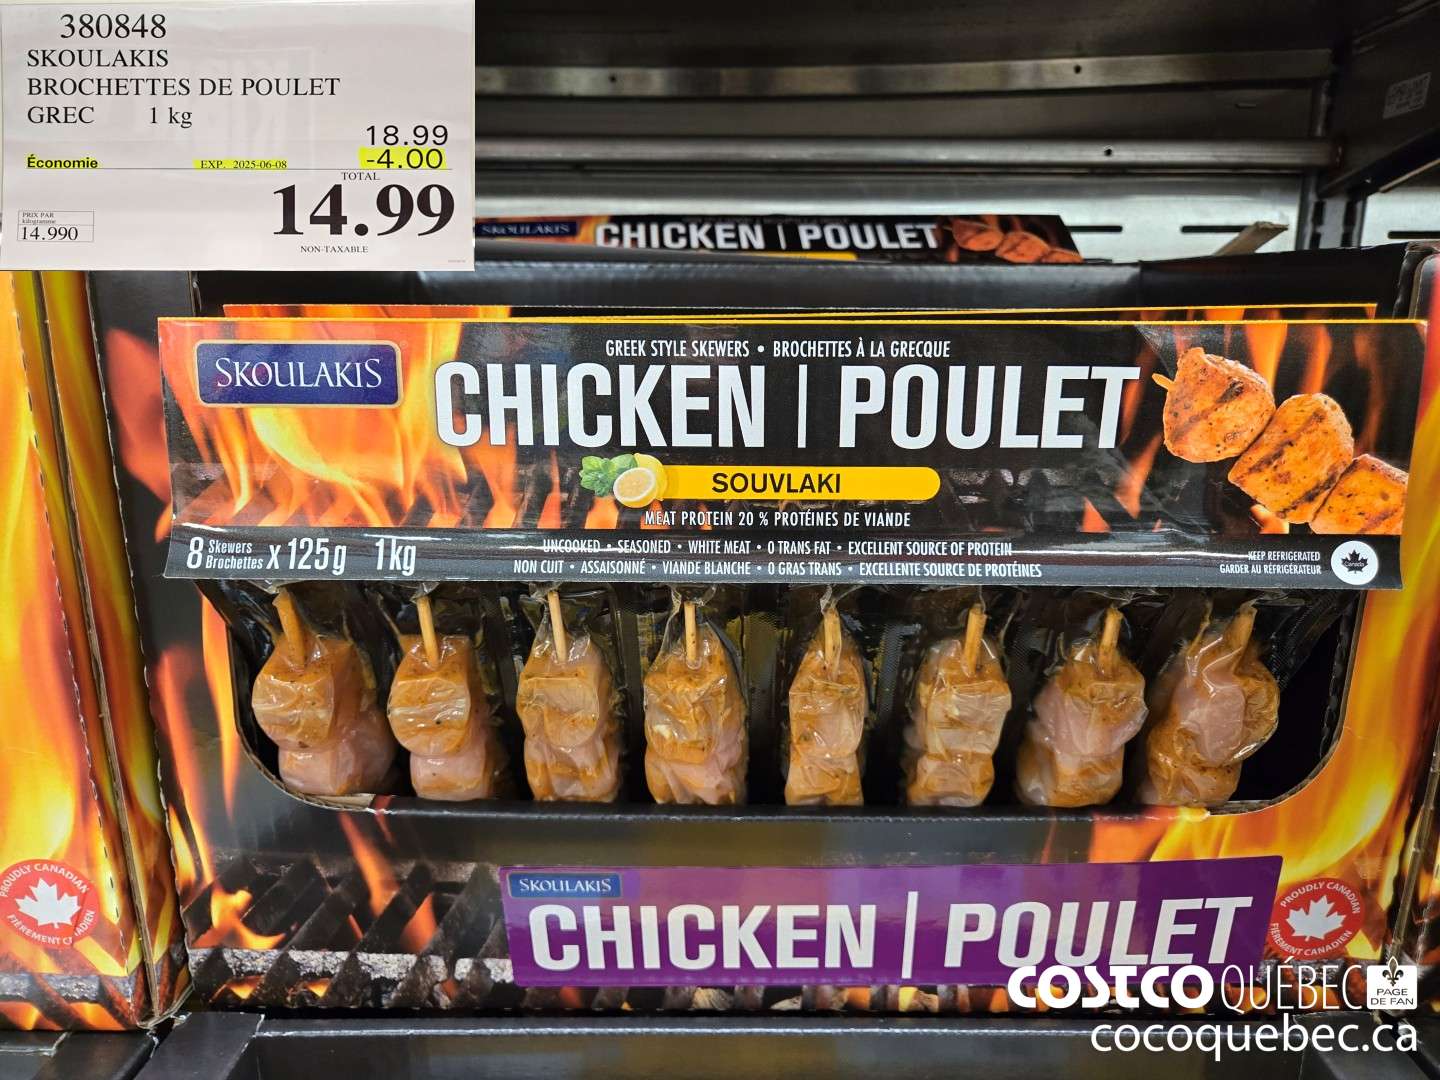 380848
SKOULAKIS
BROCHETTES DE POULET
GREC 1 kg
18.99
Économie EXP. 2025-06-08 -4.00
TOTAL
14.99
PRIX PAR
kilogramme
14.990
NON-TAXABLE
SKOULAKIS CHICKEN | POULET
SKOULAKIS
GREEK STYLE SKEWERS • BROCHETTES À LA GRECQUE
CHICKEN | POULET
SOUVLAKI
MEAT PROTEIN 20 % PROTÉINES DE VIANDE
8 Skewers
Brochettes x 125g 1kg
UNCOOKED • SEASONED • WHITE MEAT • 0 TRANS FAT • EXCELLENT SOURCE OF PROTEIN
NON CUIT • ASSAISONNÉ • VIANDE BLANCHE • 0 GRAS TRANS • EXCELLENTE SOURCE DE PROTÉINES
KEEP REFRIGERATED
GARDER AU RÉFRIGÉRATEUR
Canada
PROUDLY CANADIAN
FIÈREMENT CANADIEN
SKOULAKIS
CHICKEN | POULET
PROUDLY CANADIAN
FIÈREMENT CANADIEN
COSTCO QUÉBEC
PAGE
DE FAN
cocoquebec.ca